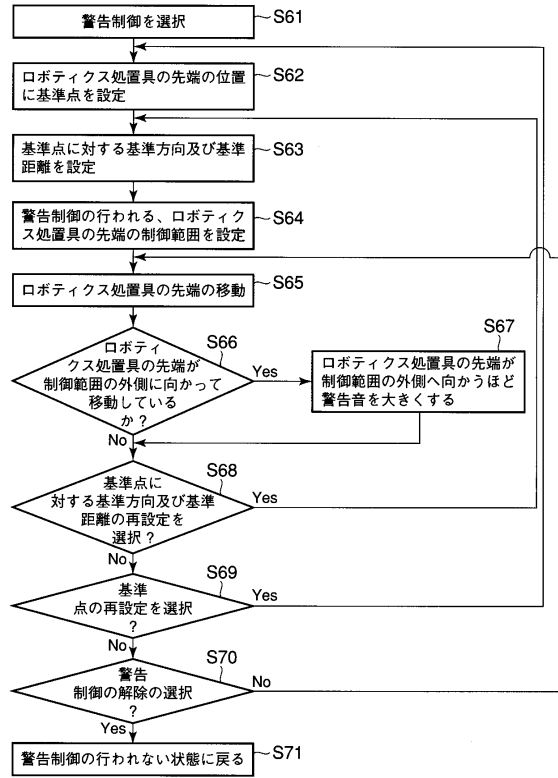 警告制御を選択
S61
ロボティクス処置具の先端の位置
に基準点を設定
S62
基準点に対する基準方向及び基準
距離を設定
S63
警告制御の行われる、ロボティク
ス処置具の先端の制御範囲を設定
S64
ロボティクス処置具の先端の移動
S65
ロボティ
クス処置具の先端が
制御範囲の外側に向かって
移動している
か?
S66
Yes
No
ロボティクス処置具の先端が
制御範囲の外側へ向かうほど
警告音を大きくする
S67
基準点に
対する基準方向及び基準
距離の再設定を
選択?
S68
Yes
No
基準
点の再設定を選択
?
S69
Yes
No
警告
制御の解除の選択
?
S70
No
Yes
警告制御の行われない状態に戻る
S71